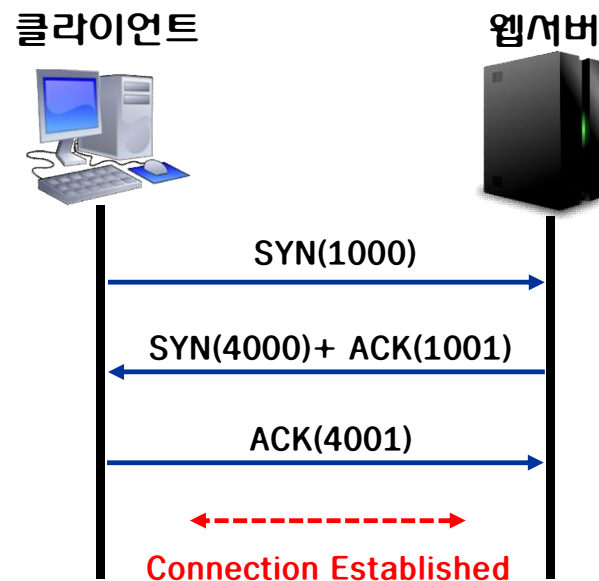 클라이언트
웹서버
SYN(1000)
SYN(4000)+ ACK(1001)
ACK(4001)
Connection Established